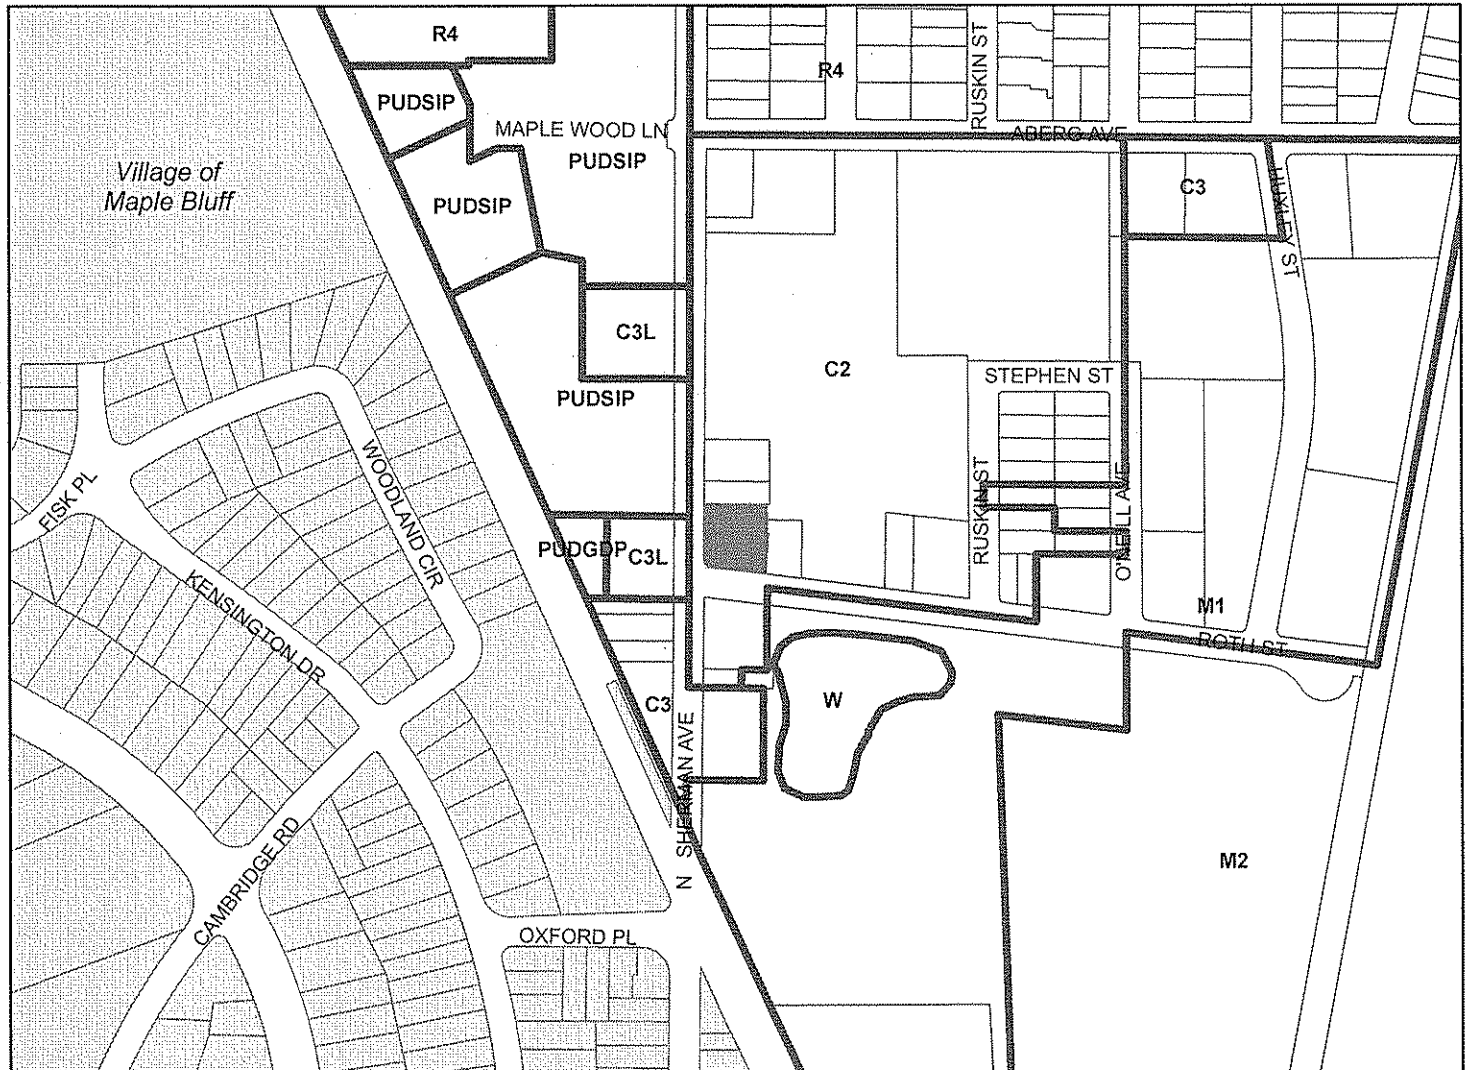 R4
RUSKIN ST
R4
PUDSIP
MAPLE WOOD LN
ABERG AVE
PUDSIP
Village of
Maple Bluff
C3
HUXLEY ST
PUDSIP
C3L
C2
STEPHEN ST
PUDSIP
WOODLAND CIR
FISK PL
RUSKIN ST
O'NEILL AVE
PUDGDP
C3L
KENSINGTON DR
M1
ROTH ST
C3
W
N SHERMAN AVE
M2
CAMBRIDGE RD
OXFORD PL